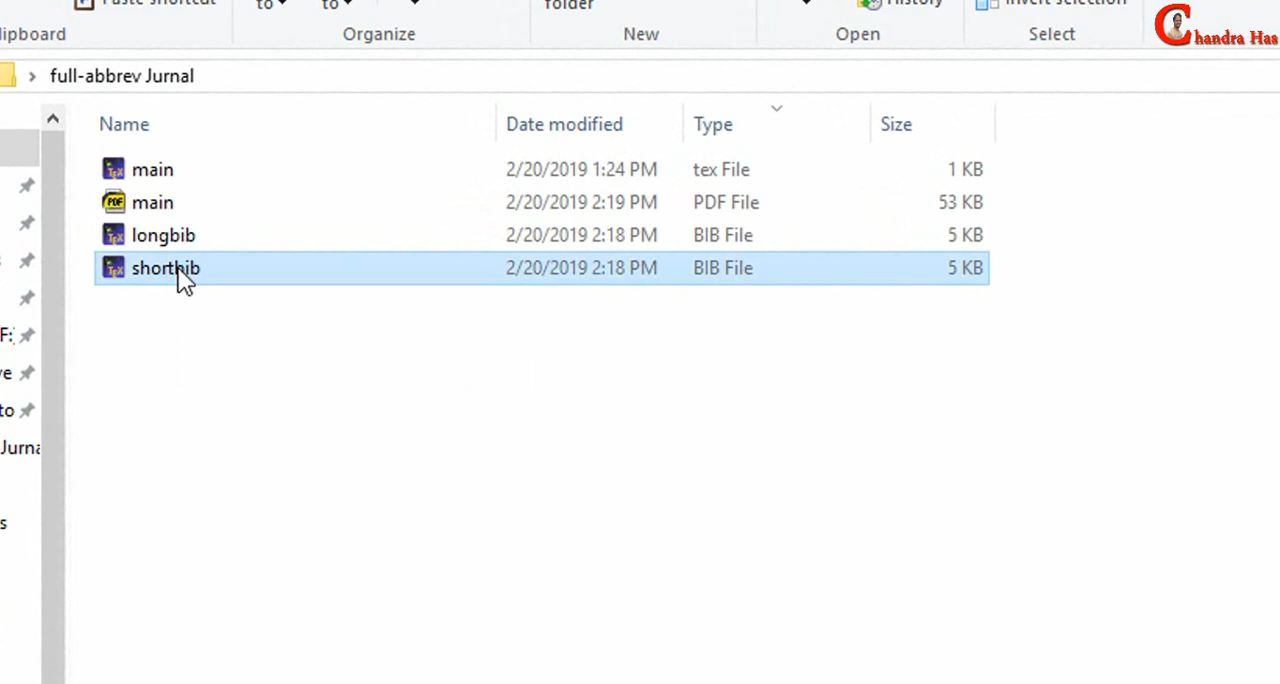 Paste shortcut
to
to
folder
History
Invert selection
lipboard
Organize
New
Open
Select
Chandra Has
full-abbrev Jurnal
Name
Date modified
Type
Size
main
2/20/2019 1:24 PM
tex File
1 KB
main
2/20/2019 2:19 PM
PDF File
53 KB
longbib
2/20/2019 2:18 PM
BIB File
5 KB
shortbib
2/20/2019 2:18 PM
BIB File
5 KB
F:
ve
to
Jurna
s